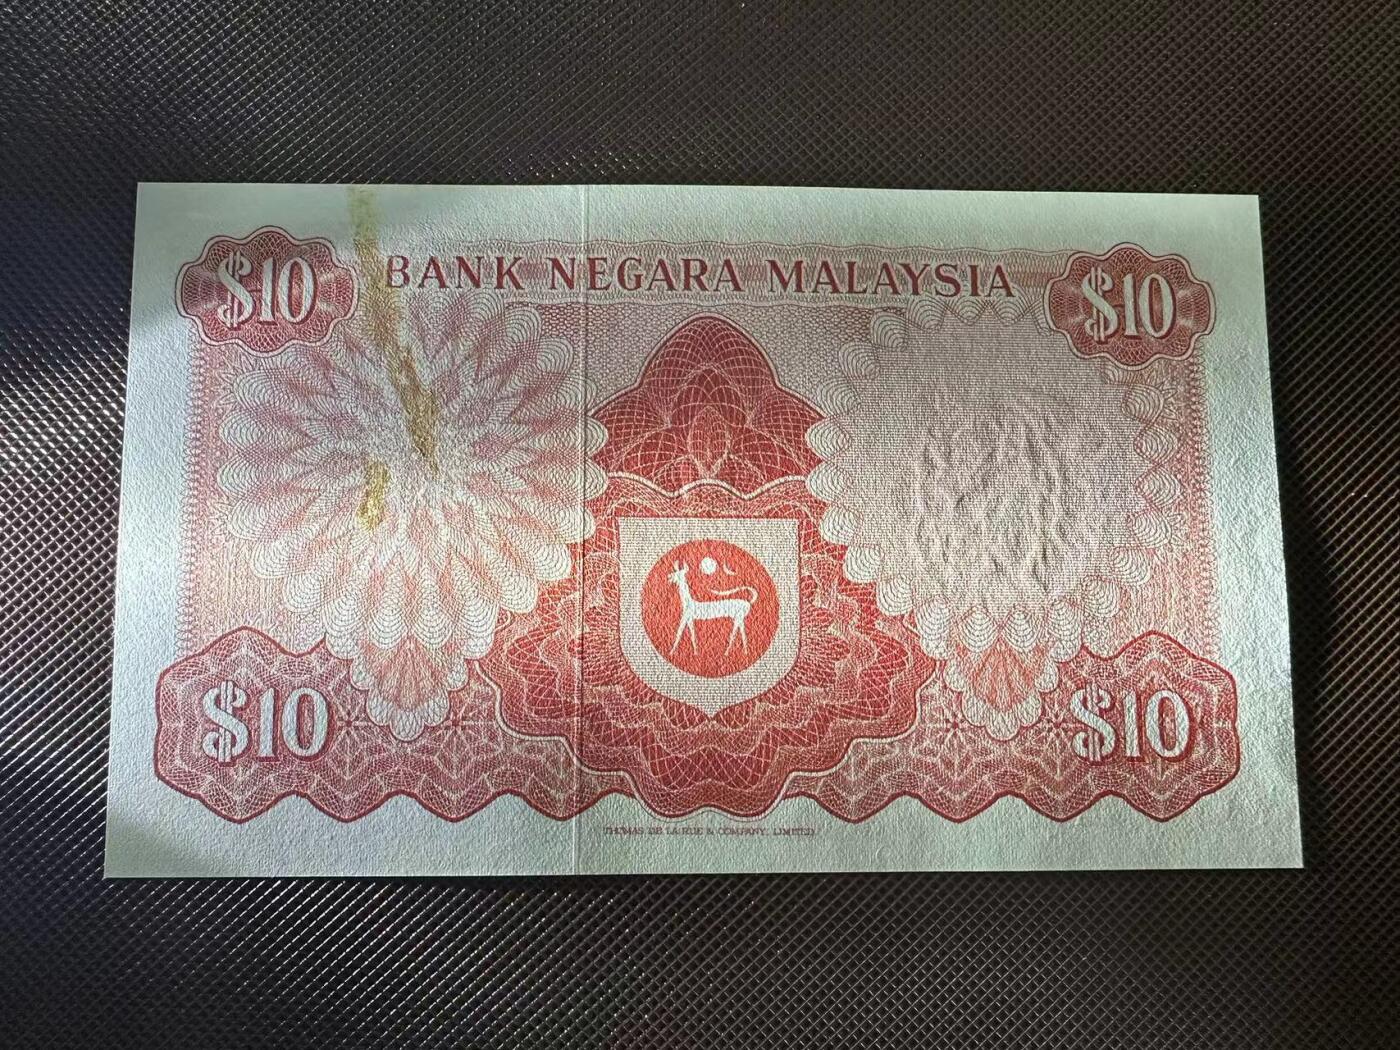 $10 BANK NEGARA MALAYSIA $10
$10 $10
THOMAS DE LA RUE & COMPANY, LIMITED.